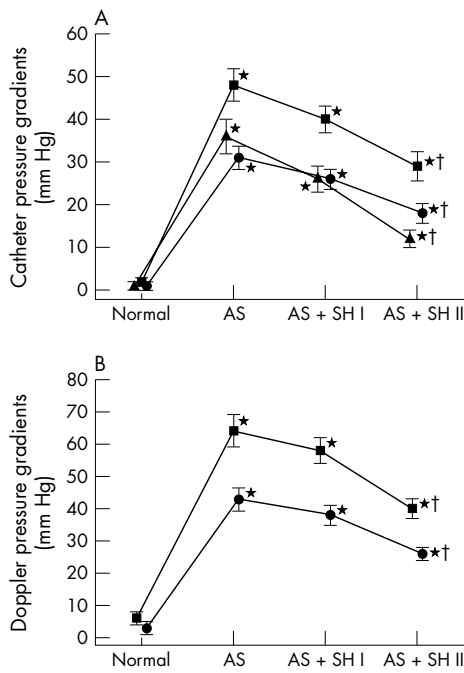 A
Catheter pressure gradients
(mm Hg)
60
50
40
30
20
10
0
★
★
★†
★
★
★†
★
★
★†
Normal
AS
AS + SH I
AS + SH II
B
Doppler pressure gradients
(mm Hg)
80
70
60
50
40
30
20
10
0
★
★
★†
★
★
★†
Normal
AS
AS + SH I
AS + SH II